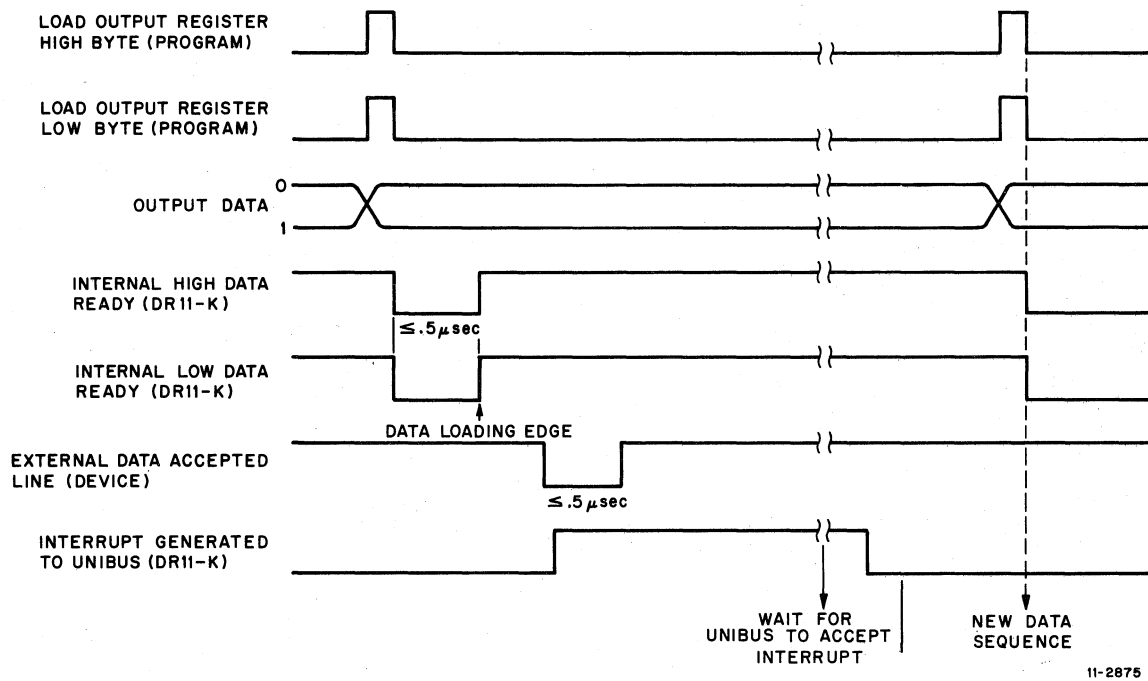 LOAD OUTPUT REGISTER
HIGH BYTE (PROGRAM)
LOAD OUTPUT REGISTER
LOW BYTE (PROGRAM)
0
OUTPUT DATA
1
INTERNAL HIGH DATA
READY (DR11-K)
≤.5μsec
INTERNAL LOW DATA
READY (DR11-K)
DATA LOADING EDGE
EXTERNAL DATA ACCEPTED
LINE (DEVICE)
≤.5μsec
INTERRUPT GENERATED
TO UNIBUS (DR11-K)
WAIT FOR
UNIBUS TO ACCEPT
INTERRUPT
NEW DATA
SEQUENCE
11-2875